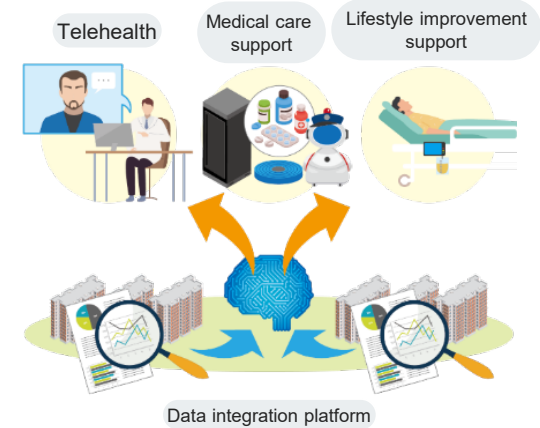 Telehealth
Medical care
support
Lifestyle improvement
support
Data integration platform